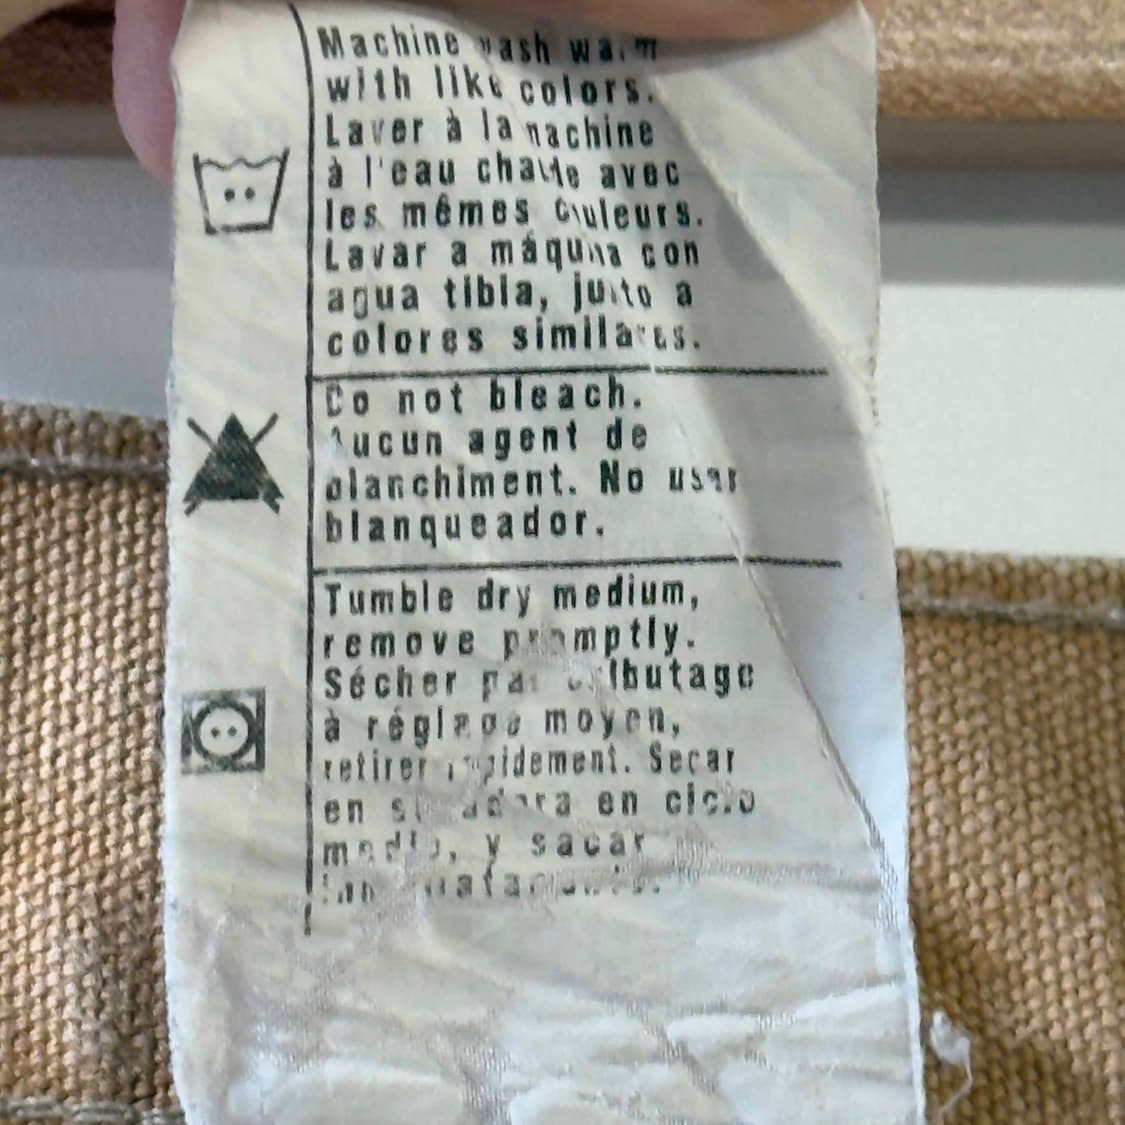 Machine wash warm
with like colors.
Laver à la machine
à l'eau chaude avec
les mêmes couleurs.
Lavar a máquina con
agua tibia, junto a
colores similares.
Do not bleach.
Aucun agent de
blanchiment. No usar
blanqueador.
Tumble dry medium,
remove promptly.
Sécher par culbutage
à réglage moyen,
retirer rapidement. Secar
en secadora en ciclo
medio, y sacar